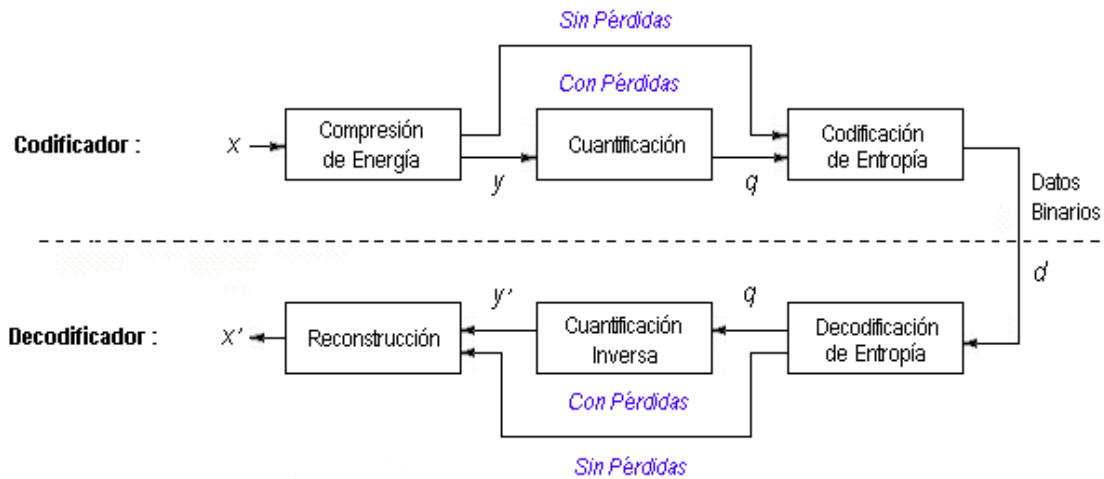 Sin Pérdidas
Con Pérdidas
Codificador :
x
Compresión
de Energía
y
Cuantificación
q
Codificación
de Entropía
Datos
Binarios
d
Decodificador :
x'
Reconstrucción
y'
Cuantificación
Inversa
q
Decodificación
de Entropía
Con Pérdidas
Sin Pérdidas